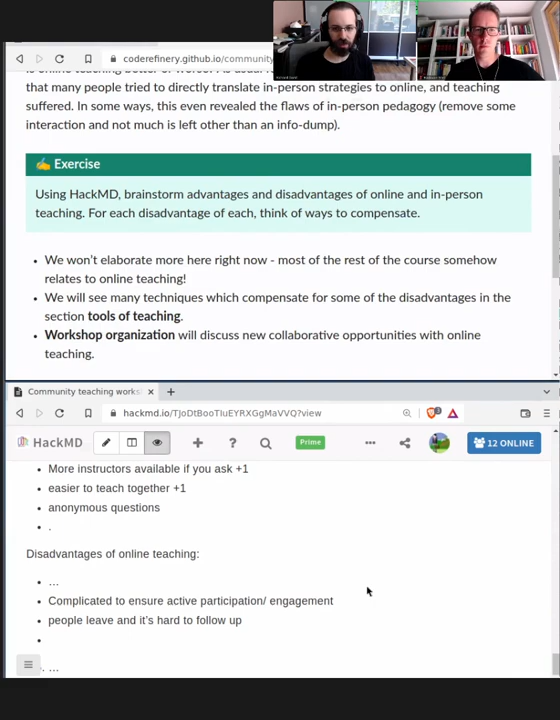 coderefinery.github.io/community
that many people tried to directly translate in-person strategies to online, and teaching
suffered. In some ways, this even revealed the flaws of in-person pedagogy (remove some
interaction and not much is left other than an info-dump).
✍️ Exercise
Using HackMD, brainstorm advantages and disadvantages of online and in-person
teaching. For each disadvantage of each, think of ways to compensate.
• We won't elaborate more here right now - most of the rest of the course somehow
relates to online teaching!
• We will see many techniques which compensate for some of the disadvantages in the
section tools of teaching.
• Workshop organization will discuss new collaborative opportunities with online
teaching.
Community teaching works
hackmd.io/TJoDtBooTIuEYRXGgMaVVQ?view
HackMD
Prime
12 ONLINE
• More instructors available if you ask +1
• easier to teach together +1
• anonymous questions
• .
Disadvantages of online teaching:
• …
• Complicated to ensure active participation/ engagement
• people leave and it's hard to follow up
•
. …